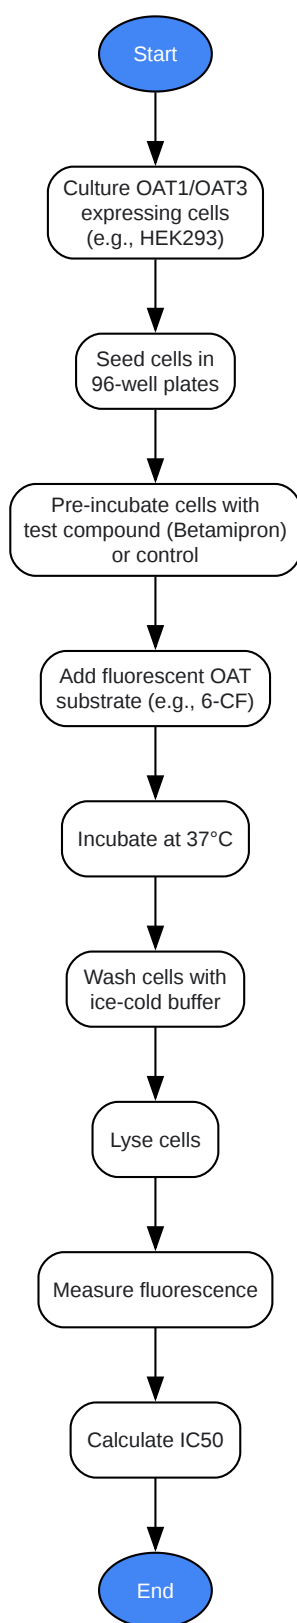 Start
Culture OAT1/OAT3
expressing cells
(e.g., HEK293)
Seed cells in
96-well plates
Pre-incubate cells with
test compound (Betamipron)
or control
Add fluorescent OAT
substrate (e.g., 6-CF)
Incubate at 37°C
Wash cells with
ice-cold buffer
Lyse cells
Measure fluorescence
Calculate IC50
End